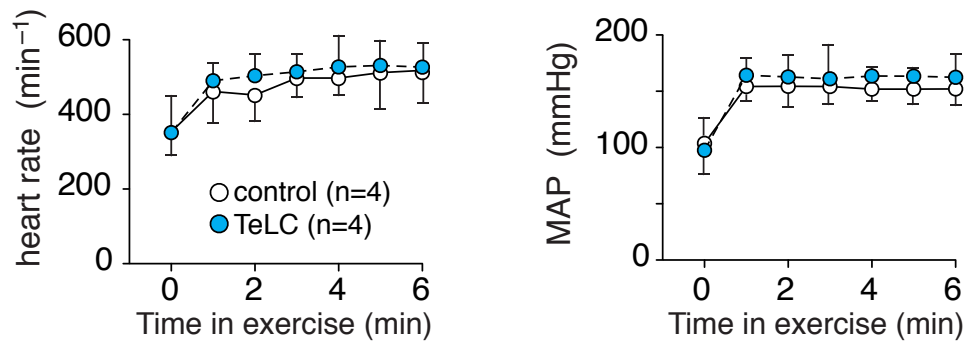 heart rate (min⁻¹)
600
400
200
0
control (n=4)
TeLC (n=4)
0 2 4 6
Time in exercise (min)
MAP (mmHg)
200
100
0
0 2 4 6
Time in exercise (min)